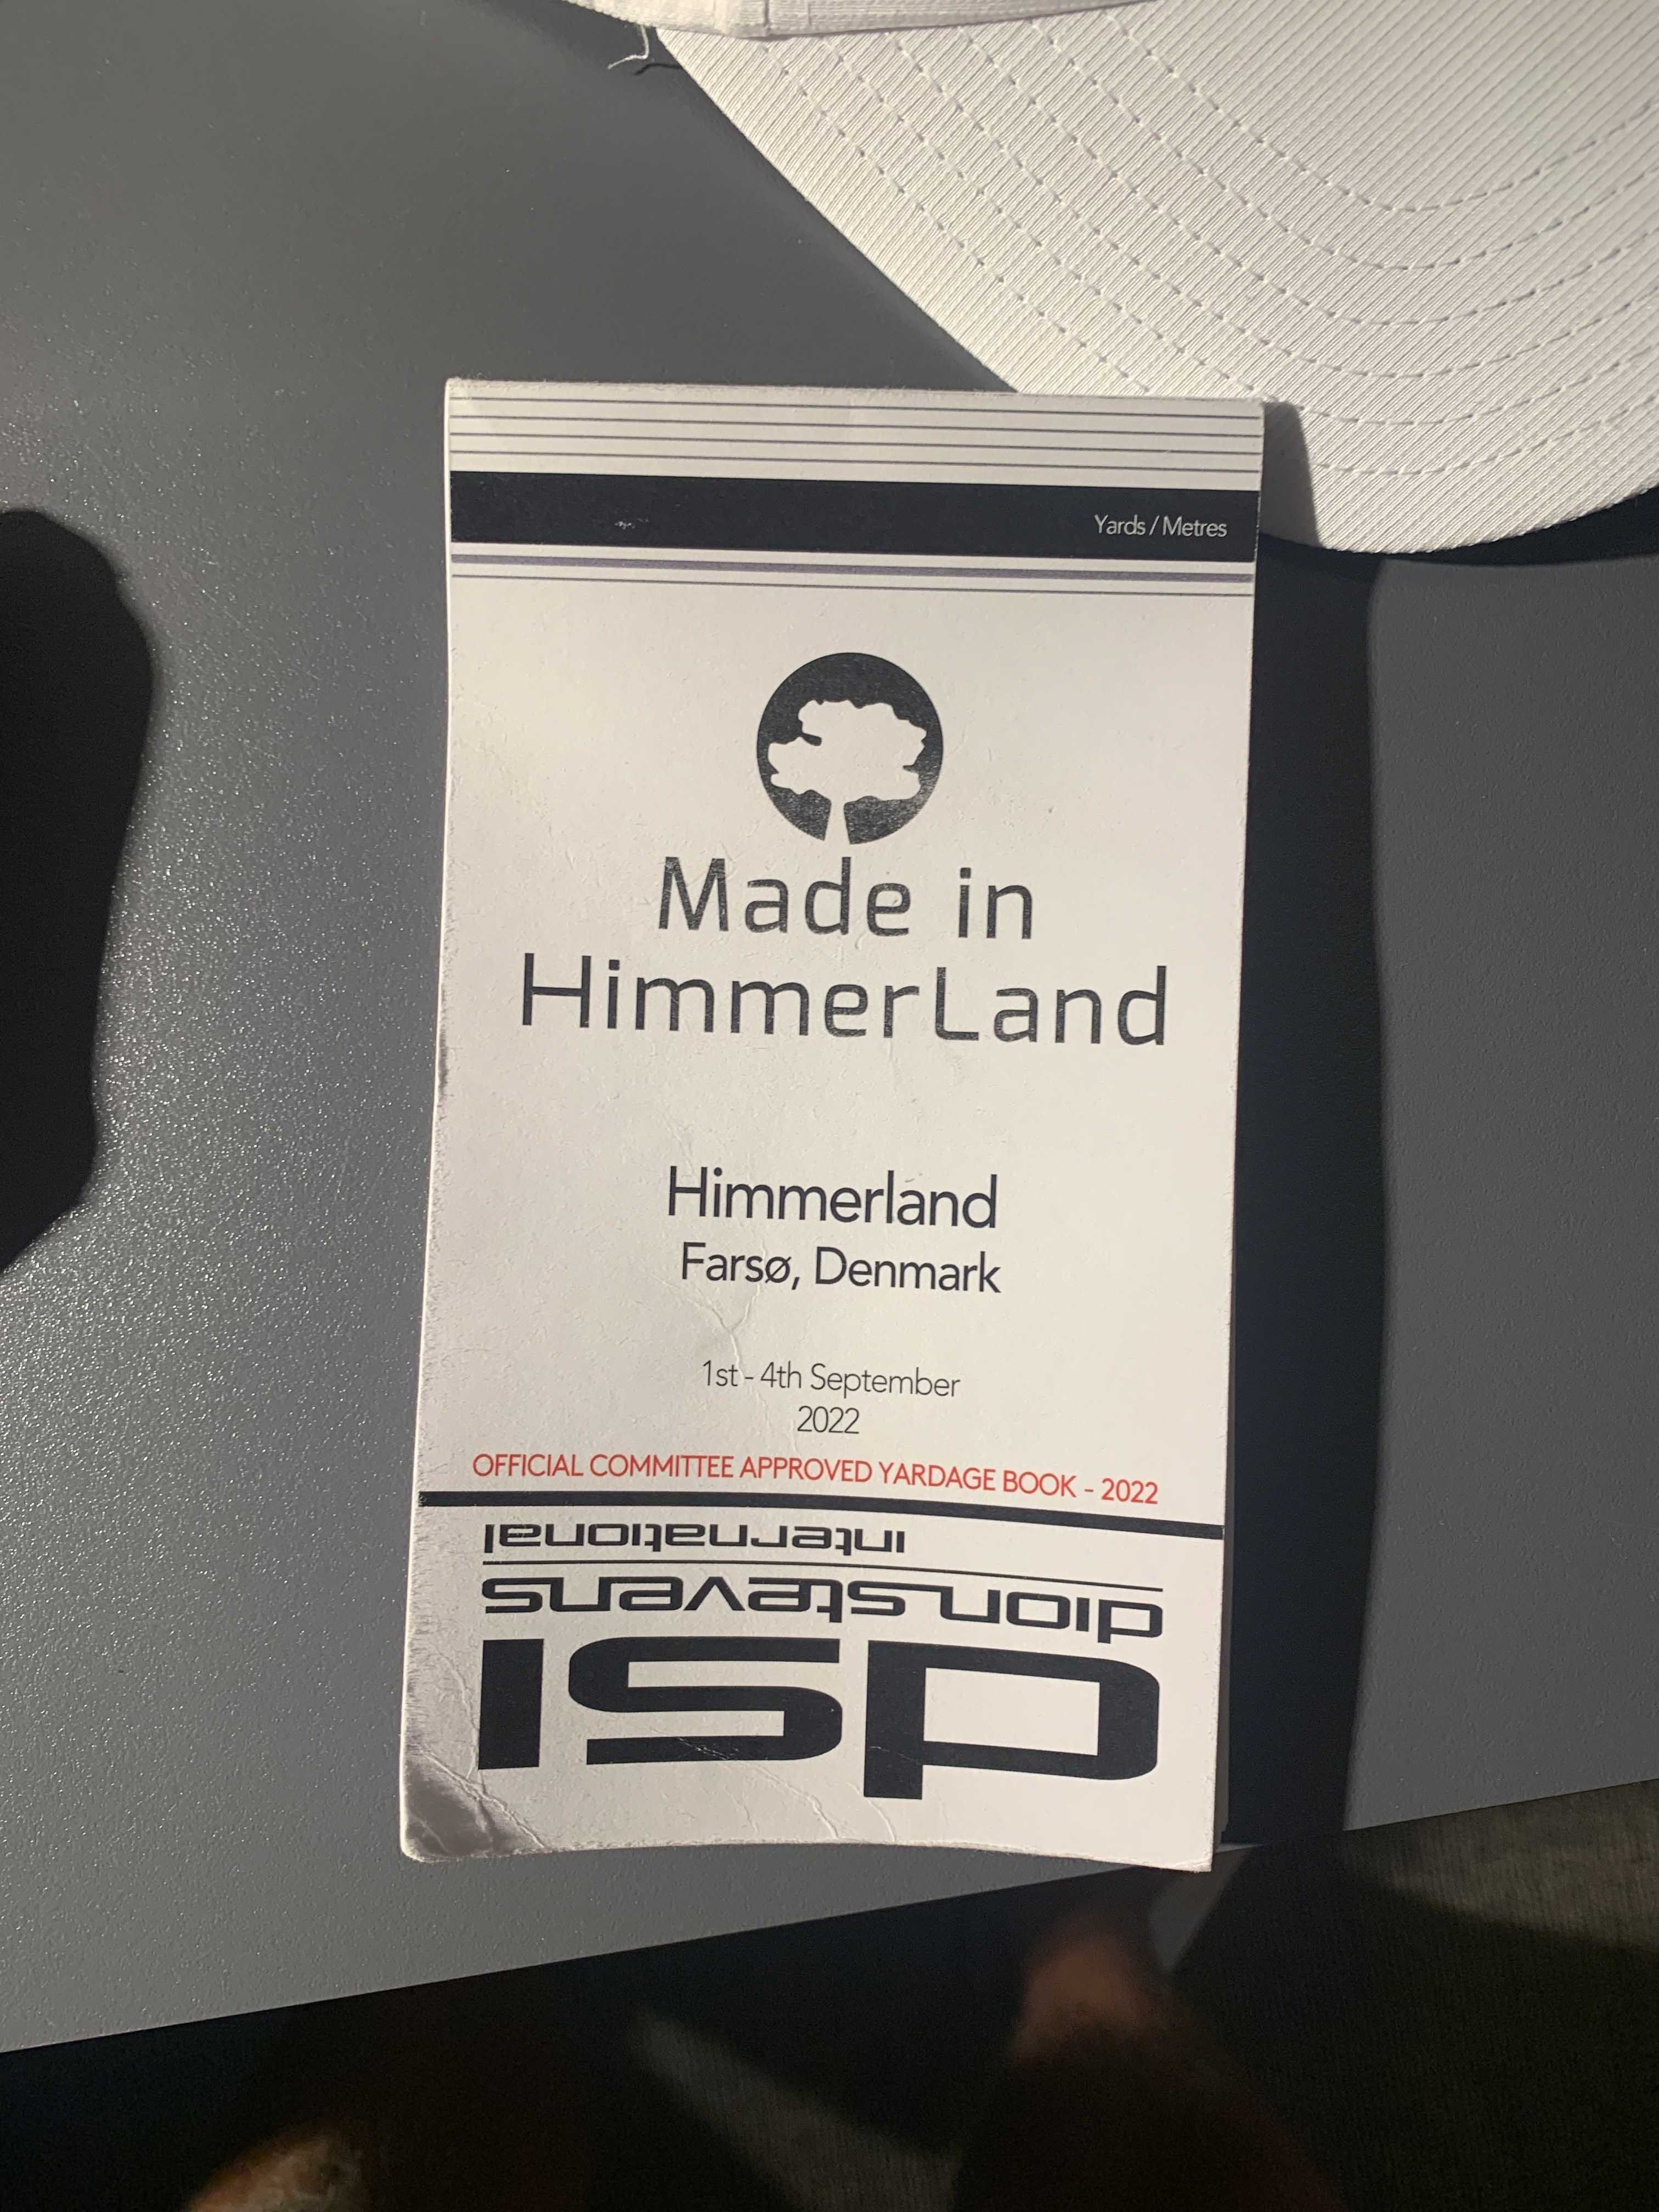 Yards / Metres
Made in
HimmerLand
Himmerland
Farsø, Denmark
1st - 4th September
2022
OFFICIAL COMMITTEE APPROVED YARDAGE BOOK - 2022
international
dionstevens
dsi